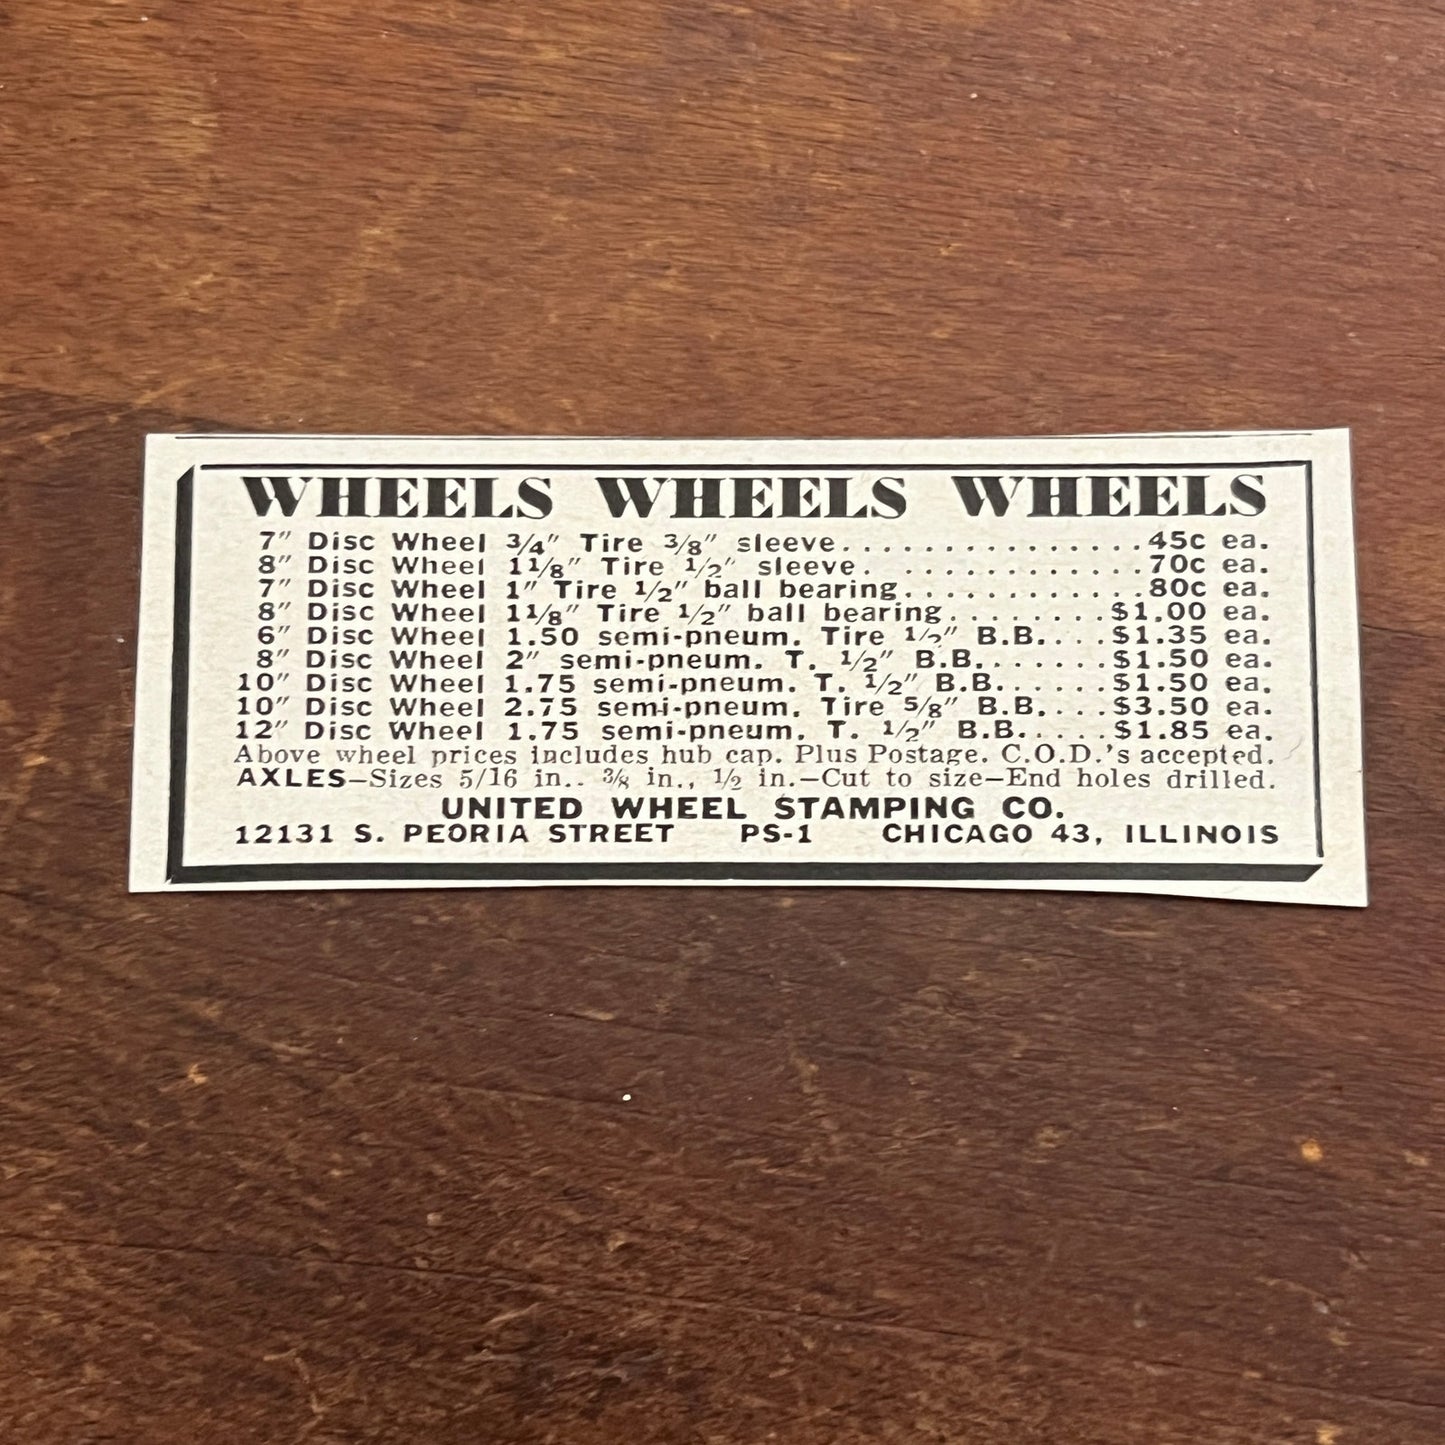 WHEELS WHEELS WHEELS
7" Disc Wheel 3/4" Tire 3/8" sleeve...............45c ea.
8" Disc Wheel 1 1/8" Tire 1/2" sleeve. ............70c ea.
7" Disc Wheel 1" Tire 1/2" ball bearing............80c ea.
8" Disc Wheel 1 1/8" Tire 1/2" ball bearing........$1.00 ea.
6" Disc Wheel 1.50 semi-pneum. Tire 1/2" B.B....$1.35 ea.
8" Disc Wheel 2" semi-pneum. T. 1/2" B.B.......$1.50 ea.
10" Disc Wheel 1.75 semi-pneum. T. 1/2" B.B......$1.50 ea.
10" Disc Wheel 2.75 semi-pneum. Tire 5/8" B.B....$3.50 ea.
12" Disc Wheel 1.75 semi-pneum. T. 1/2" B.B.....$1.85 ea.
Above wheel prices includes hub cap. Plus Postage. C.O.D.'s accepted.
AXLES—Sizes 5/16 in.. 3/8 in., 1/2 in.—Cut to size—End holes drilled.
UNITED WHEEL STAMPING CO.
12131 S. PEORIA STREET PS-1 CHICAGO 43, ILLINOIS